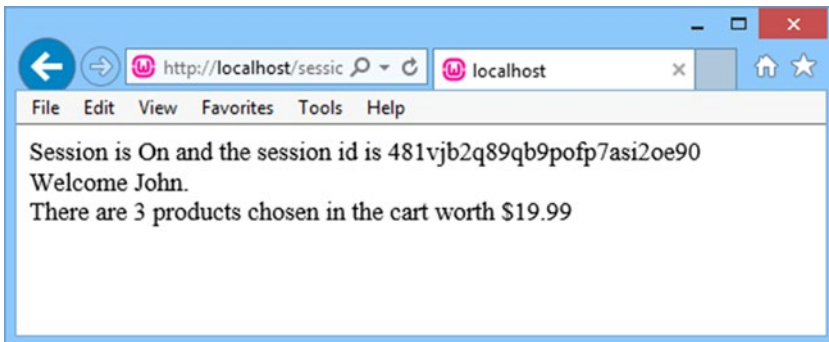 http://localhost/sessic
localhost
File Edit View Favorites Tools Help
Session is On and the session id is 481vjb2q89qb9pofp7asi2oe90
Welcome John.
There are 3 products chosen in the cart worth $19.99